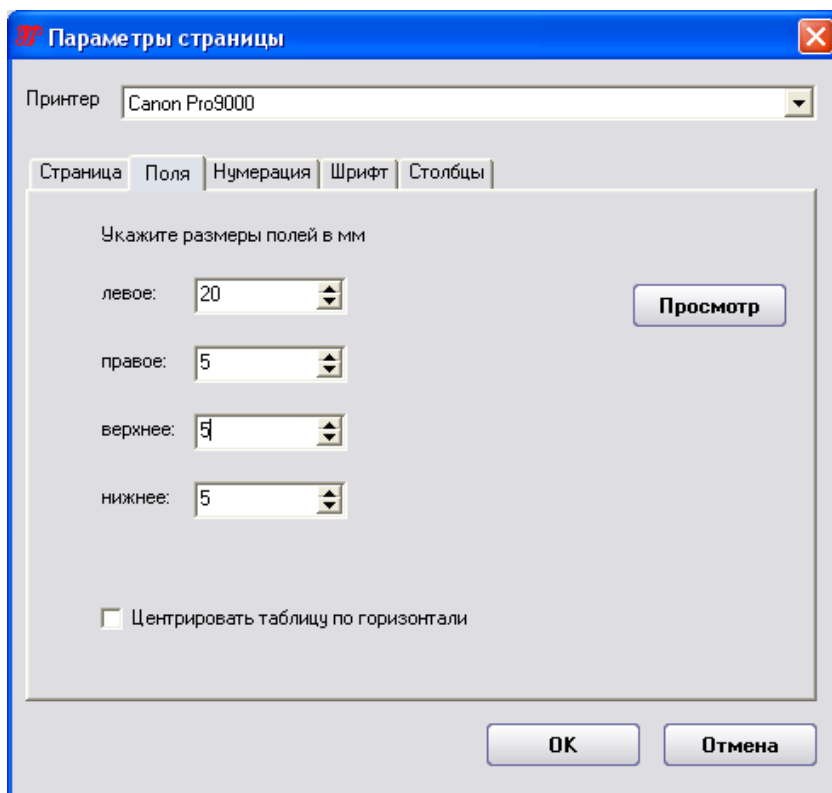 Параметры страницы
Принтер Canon Pro9000
Страница Поля Нумерация Шрифт Столбцы
Укажите размеры полей в мм
левое: 20
Просмотр
правое: 5
верхнее: 5
нижнее: 5
Центрировать таблицу по горизонтали
OK Отмена